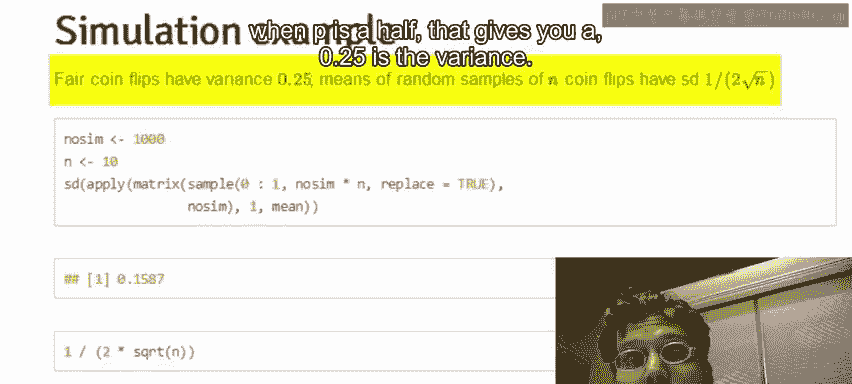 Simulation example
when p is a half, that gives you a,
0.25 is the variance.
Fair coin flips have variance 0.25; means of random samples of n coin flips have sd 1/(2√n)
nosim <- 1000
n <- 10
sd(apply(matrix(sample(0 : 1, nosim * n, replace = TRUE),
nosim), 1, mean))
## [1] 0.1587
1 / (2 * sqrt(n))